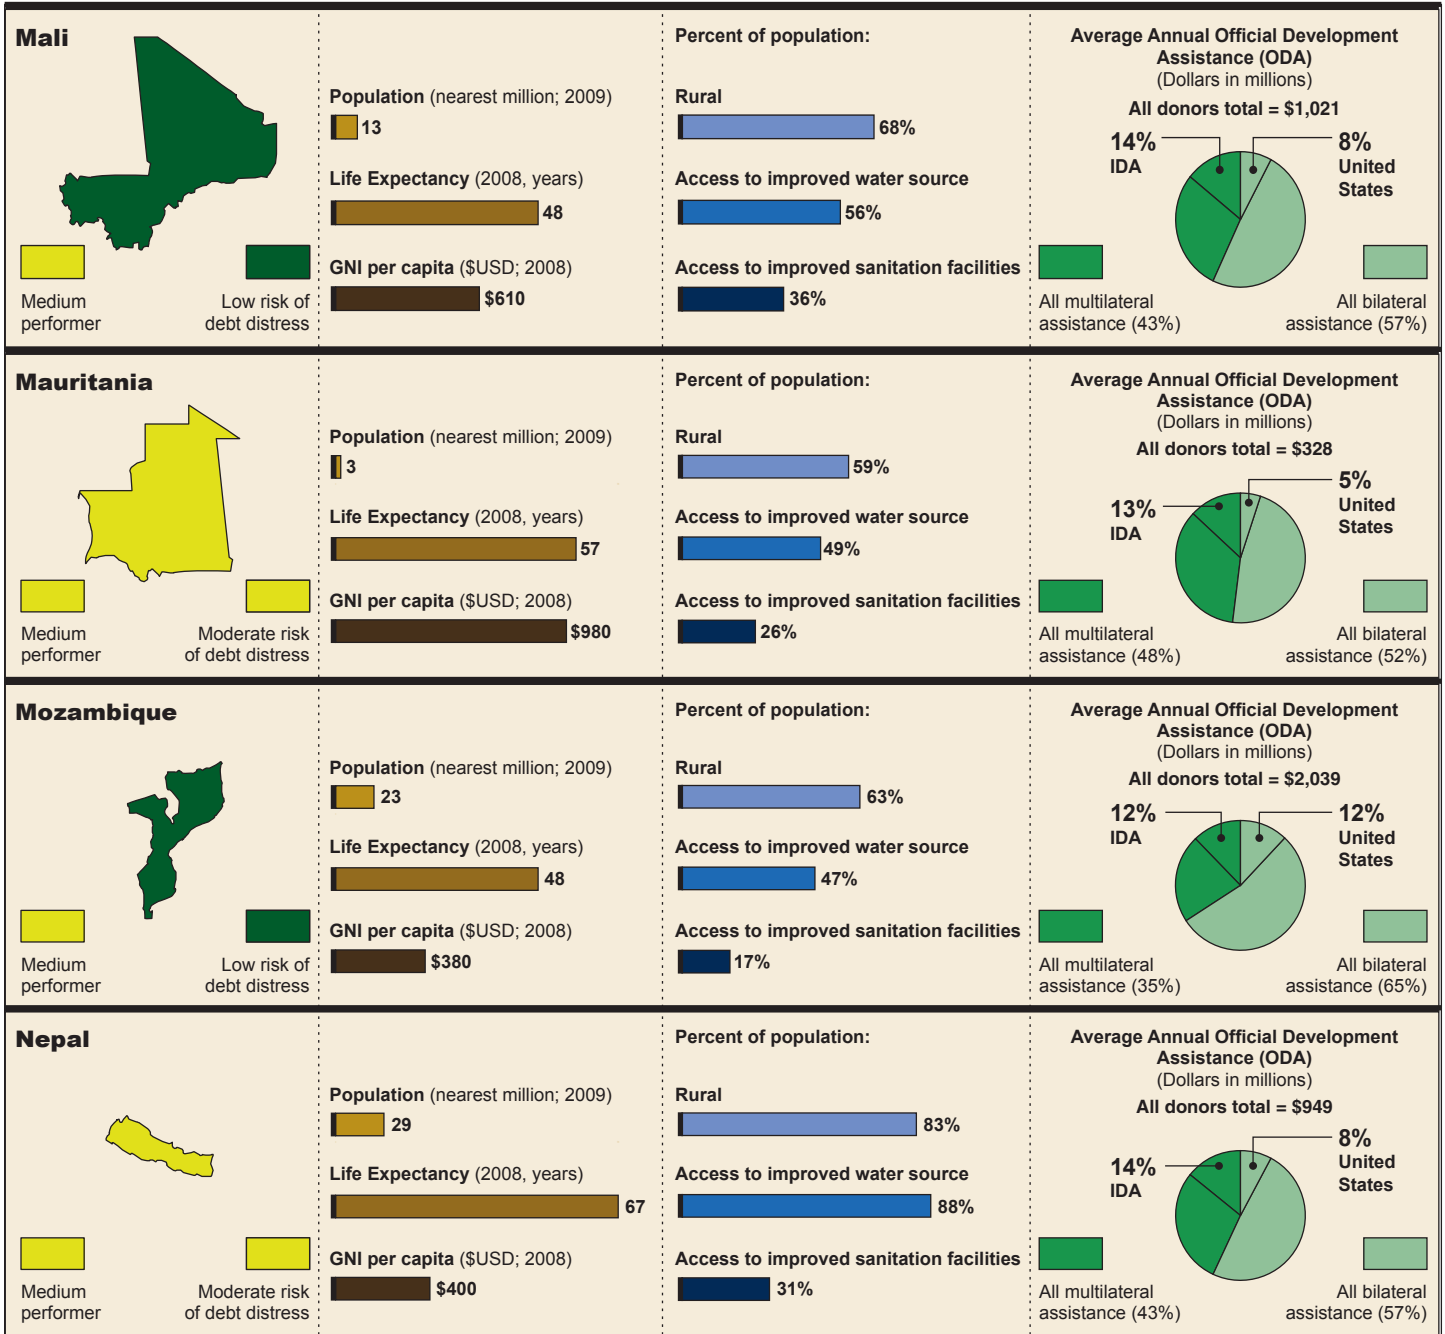 Mali
Medium
performer
Low risk of
debt distress
Population (nearest million; 2009)
13
Life Expectancy (2008, years)
48
GNI per capita ($USD; 2008)
$610
Percent of population:
Rural
68%
Access to improved water source
56%
Access to improved sanitation facilities
36%
Average Annual Official Development
Assistance (ODA)
(Dollars in millions)
All donors total = $1,021
14%
IDA
8%
United
States
All multilateral
assistance (43%)
All bilateral
assistance (57%)
Mauritania
Medium
performer
Moderate risk
of debt distress
Population (nearest million; 2009)
3
Life Expectancy (2008, years)
57
GNI per capita ($USD; 2008)
$980
Percent of population:
Rural
59%
Access to improved water source
49%
Access to improved sanitation facilities
26%
Average Annual Official Development
Assistance (ODA)
(Dollars in millions)
All donors total = $328
13%
IDA
5%
United
States
All multilateral
assistance (48%)
All bilateral
assistance (52%)
Mozambique
Medium
performer
Low risk of
debt distress
Population (nearest million; 2009)
23
Life Expectancy (2008, years)
48
GNI per capita ($USD; 2008)
$380
Percent of population:
Rural
63%
Access to improved water source
47%
Access to improved sanitation facilities
17%
Average Annual Official Development
Assistance (ODA)
(Dollars in millions)
All donors total = $2,039
12%
IDA
12%
United
States
All multilateral
assistance (35%)
All bilateral
assistance (65%)
Nepal
Medium
performer
Moderate risk
of debt distress
Population (nearest million; 2009)
29
Life Expectancy (2008, years)
67
GNI per capita ($USD; 2008)
$400
Percent of population:
Rural
83%
Access to improved water source
88%
Access to improved sanitation facilities
31%
Average Annual Official Development
Assistance (ODA)
(Dollars in millions)
All donors total = $949
14%
IDA
8%
United
States
All multilateral
assistance (43%)
All bilateral
assistance (57%)